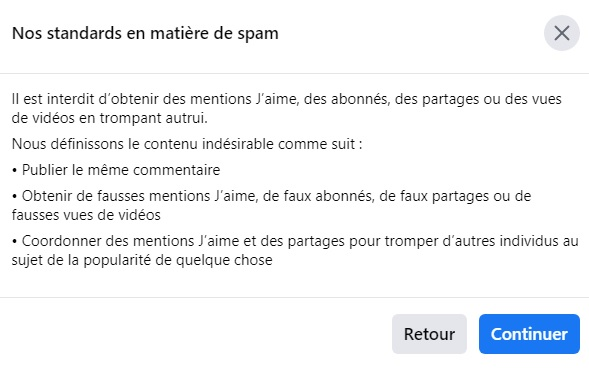 Nos standards en matière de spam
Il est interdit d’obtenir des mentions J’aime, des abonnés, des partages ou des vues
de vidéos en trompant autrui.
Nous définissons le contenu indésirable comme suit :
• Publier le même commentaire
• Obtenir de fausses mentions J’aime, de faux abonnés, de faux partages ou de
fausses vues de vidéos
• Coordonner des mentions J’aime et des partages pour tromper d’autres individus au
sujet de la popularité de quelque chose
Retour
Continuer